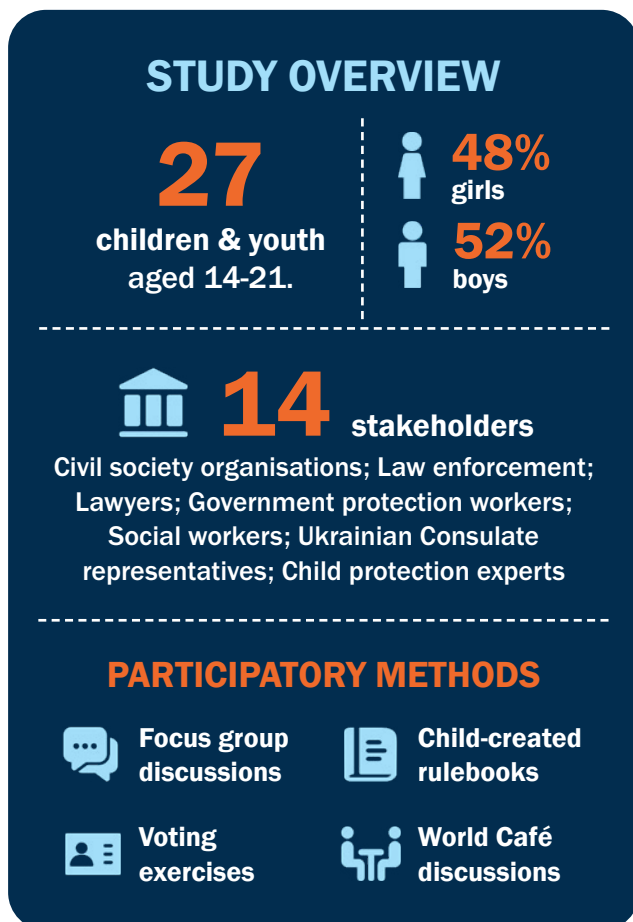 STUDY OVERVIEW
27
children & youth
aged 14-21.
48%
girls
52%
boys
14 stakeholders
Civil society organisations; Law enforcement;
Lawyers; Government protection workers;
Social workers; Ukrainian Consulate
representatives; Child protection experts
PARTICIPATORY METHODS
Focus group
discussions
Child-created
rulebooks
Voting
exercises
World Café
discussions